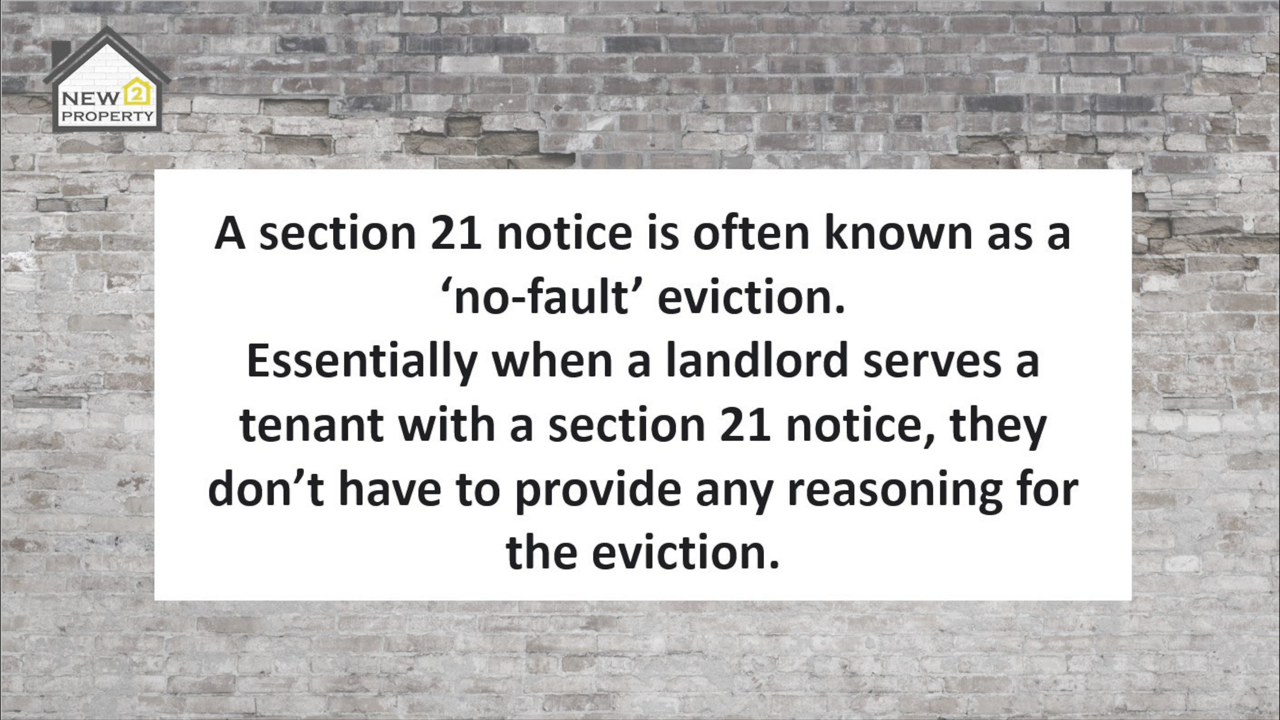 NEW 2
PROPERTY
A section 21 notice is often known as a
‘no-fault’ eviction.
Essentially when a landlord serves a
tenant with a section 21 notice, they
don’t have to provide any reasoning for
the eviction.